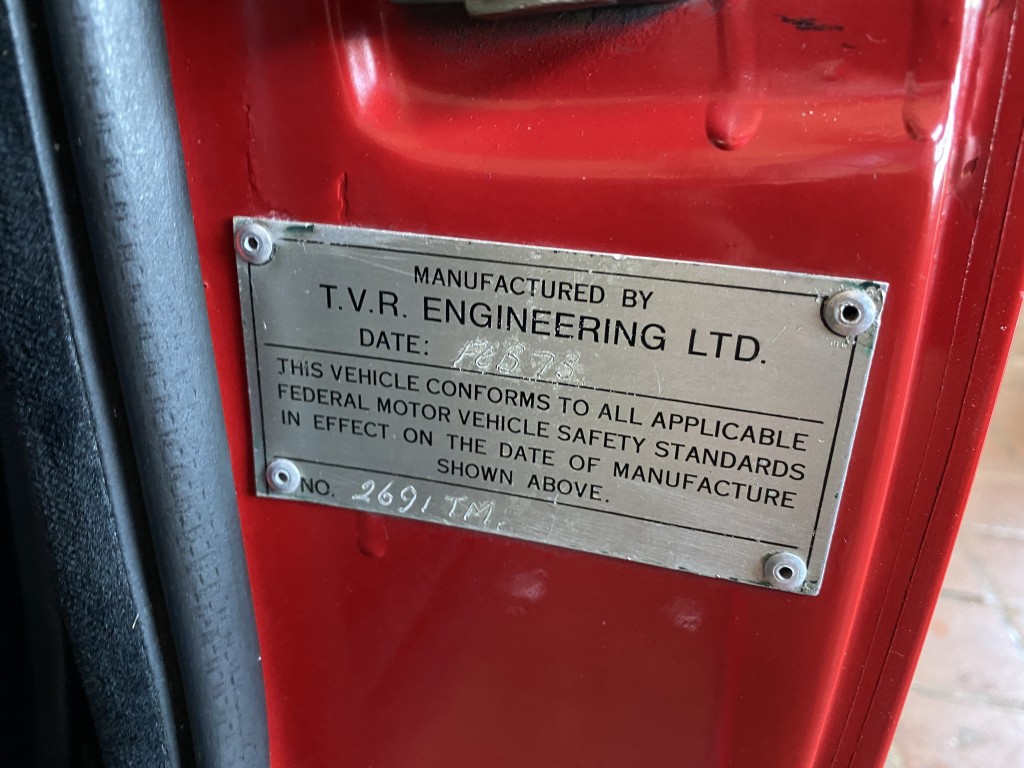 MANUFACTURED BY
T.V.R. ENGINEERING LTD.
DATE: FEB 73
THIS VEHICLE CONFORMS TO ALL APPLICABLE
FEDERAL MOTOR VEHICLE SAFETY STANDARDS
IN EFFECT ON THE DATE OF MANUFACTURE
SHOWN ABOVE.
NO. 2691 TM.